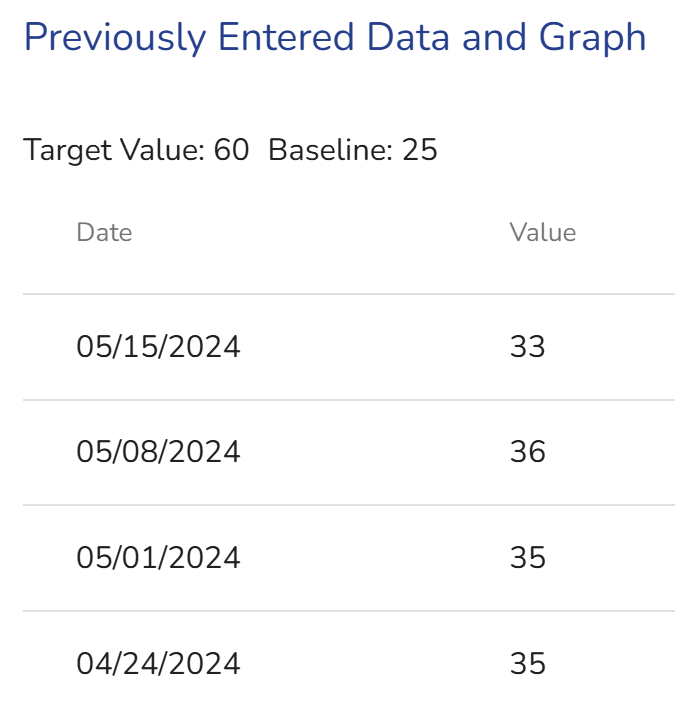 Previously Entered Data and Graph
Target Value: 60 Baseline: 25
Date Value
05/15/2024 33
05/08/2024 36
05/01/2024 35
04/24/2024 35